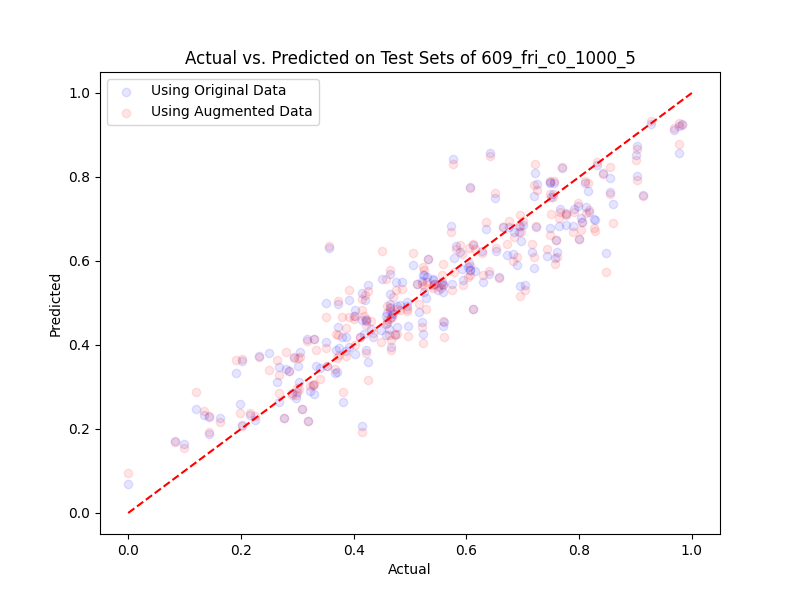 Actual vs. Predicted on Test Sets of 609_fri_c0_1000_5
Using Original Data
Using Augmented Data
1.0
0.8
0.6
0.4
0.2
0.0
Predicted
0.0 0.2 0.4 0.6 0.8 1.0
Actual